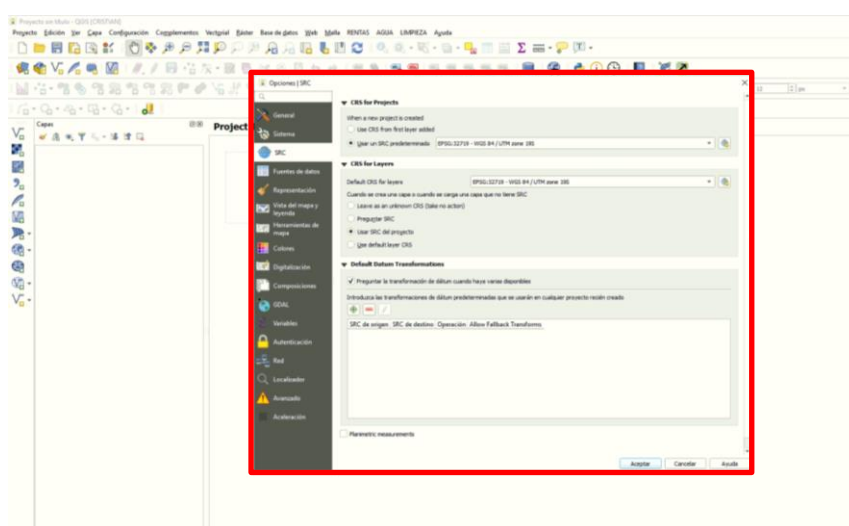 Proyecto sin título - QGIS [CRISTIAN]
Proyecto Edición Ver Capa Configuración Complementos Vectorial Ráster Base de datos Web Malla RENTAS AGUA LIMPIEZA Ayuda
Capas
Project
Opciones | SRC
General
Sistema
SRC
Fuentes de datos
Representación
Vista del mapa y
leyenda
Herramientas de
mapa
Colores
Digitalización
Composiciones
GDAL
Variables
Autenticación
Red
Localizador
Avanzado
Aceleración
CRS for Projects
When a new project is created
Use CRS from first layer added
Usar un SRC predeterminado EPSG:32719 - WGS 84 / UTM zone 19S
CRS for Layers
Default CRS for layers EPSG:32719 - WGS 84 / UTM zone 19S
Cuando se crea una capa o cuando se carga una capa que no tiene SRC
Leave as an unknown CRS (take no action)
Preguntar SRC
Usar SRC del proyecto
Use default layer CRS
Default Datum Transformations
Preguntar la transformación de dátum cuando haya varias disponibles
Introduzca las transformaciones de dátum predeterminadas que se usarán en cualquier proyecto recién creado
SRC de origen SRC de destino Operación Allow Fallback Transforms
Planimetric measurements
Aceptar Cancelar Ayuda
12 px